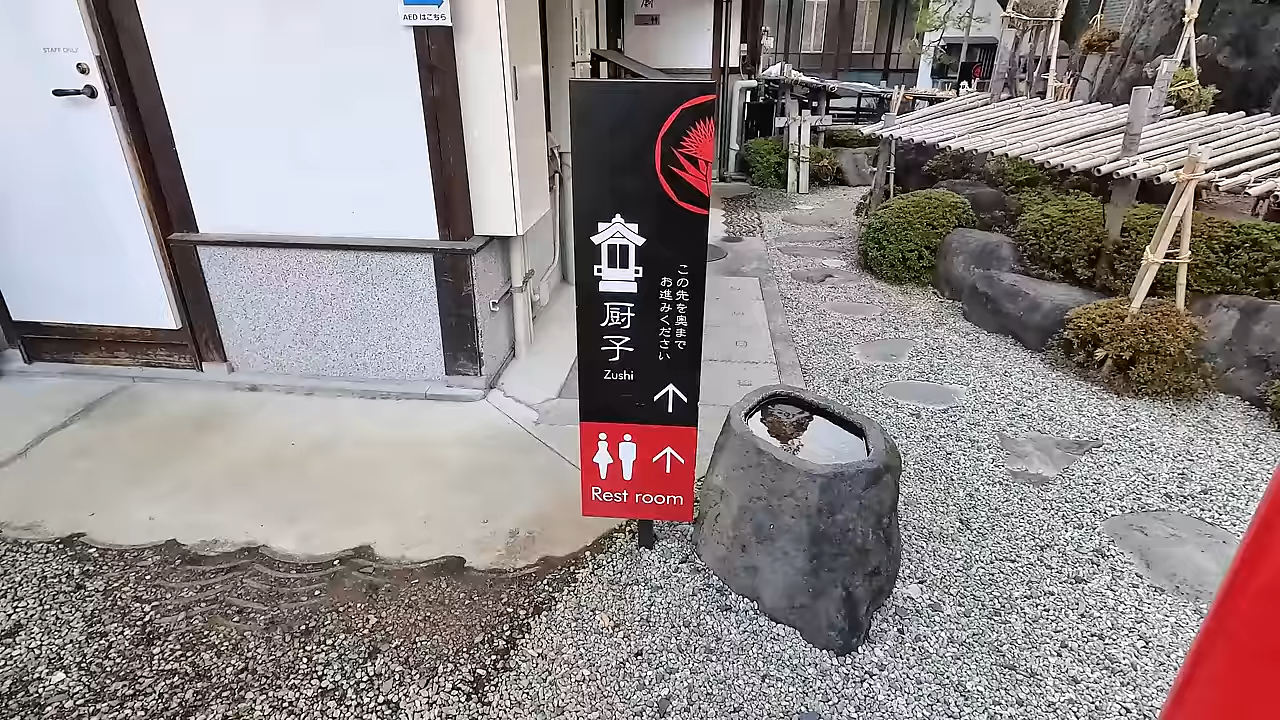 STAFF ONLY
AEDはこちら
厨子
Zushi
この先を奥まで
お進みください
Rest room